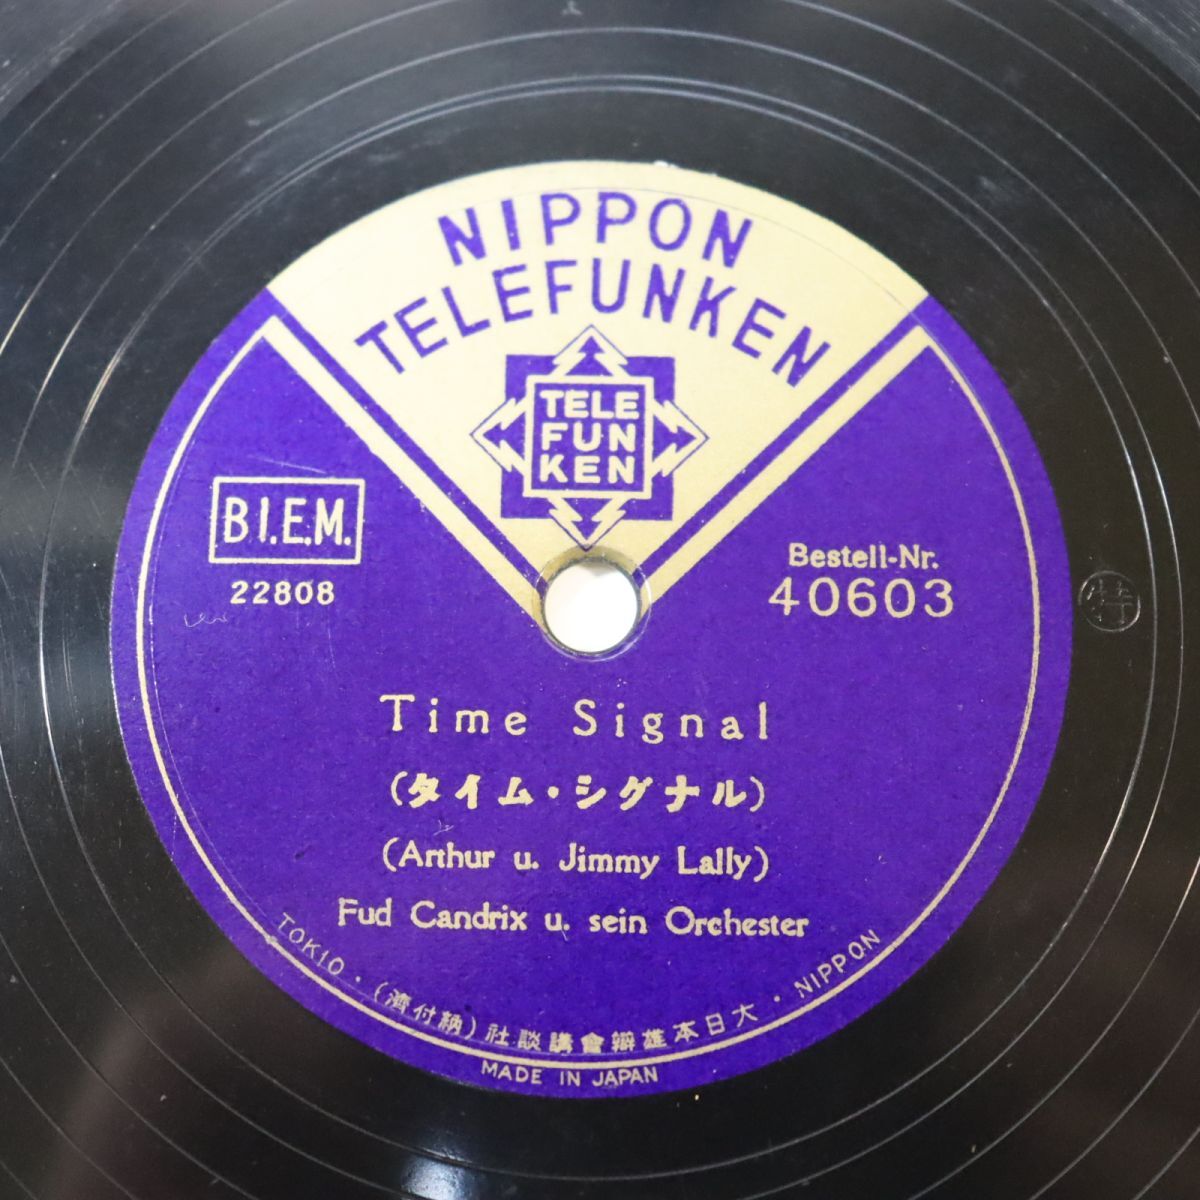 NIPPON
TELEFUNKEN
TELE
FUN
KEN
B.I.E.M.
22808
Bestell-Nr.
40603
特
Time Signal
(タイム・シグナル)
(Arthur u. Jimmy Lally)
Fud Candrix u. sein Orchester
TOKIO・(濟付納)社談講會辯雄本日大・NIPPON
MADE IN JAPAN